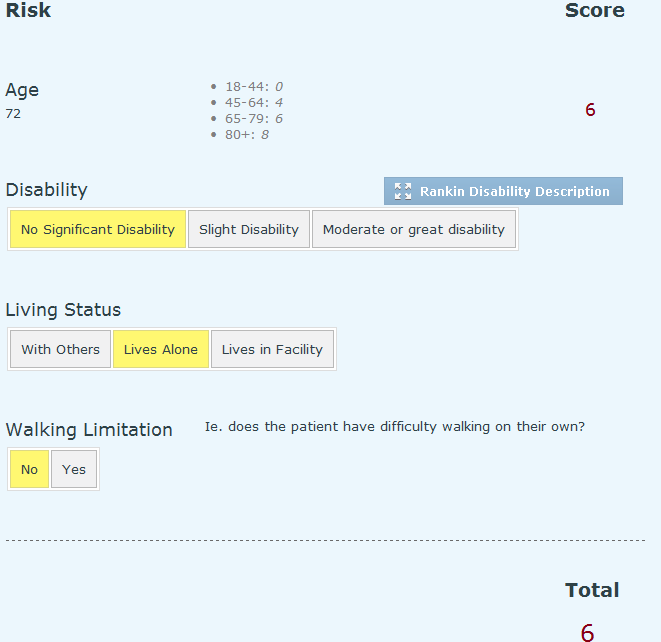 Risk Score
Age
72
• 18-44: 0
• 45-64: 4
• 65-79: 6
• 80+: 8
6
Disability
Rankin Disability Description
No Significant Disability Slight Disability Moderate or great disability
Living Status
With Others Lives Alone Lives in Facility
Walking Limitation Ie. does the patient have difficulty walking on their own?
No Yes
Total
6